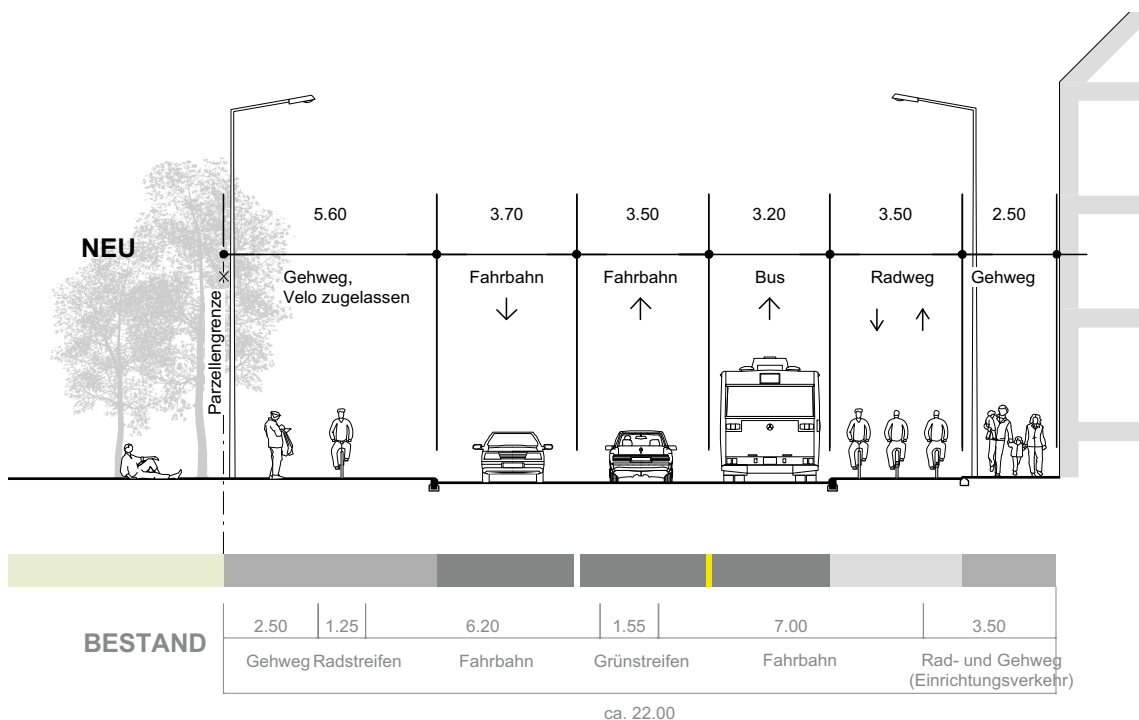 5.60 3.70 3.50 3.20 3.50 2.50
NEU
Gehweg, Fahrbahn Fahrbahn Bus Radweg Gehweg
Velo zugelassen
Parzellengrenze
2.50 1.25 6.20 1.55 7.00 3.50
BESTAND
Gehweg Radstreifen Fahrbahn Grünstreifen Fahrbahn Rad- und Gehweg
(Einrichtungsverkehr)
ca. 22.00